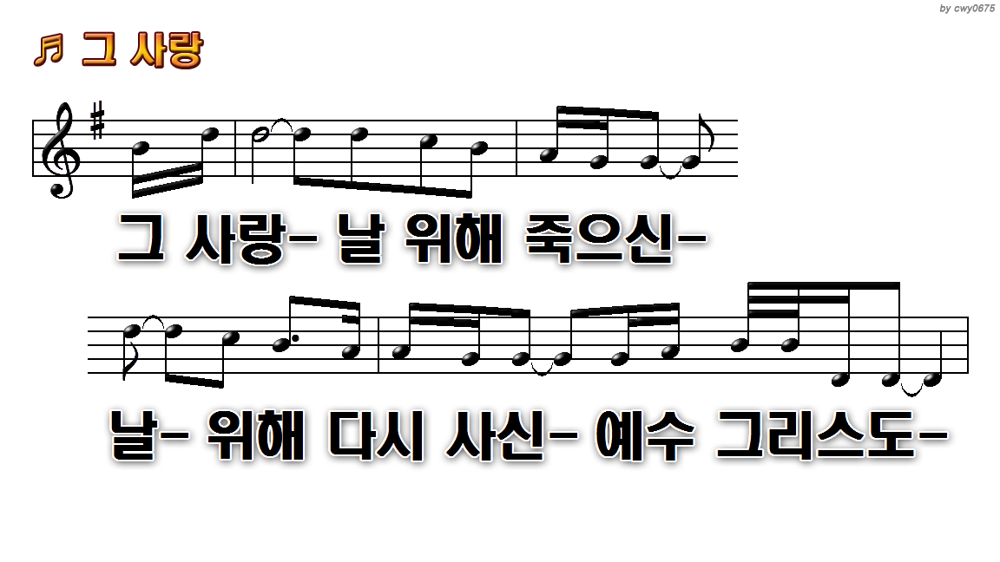 by cwy0675
♬ 그 사랑
그 사랑- 날 위해 죽으신-
날- 위해 다시 사신- 예수 그리스도-